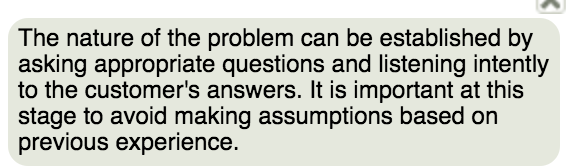 The nature of the problem can be established by
asking appropriate questions and listening intently
to the customer's answers. It is important at this
stage to avoid making assumptions based on
previous experience.